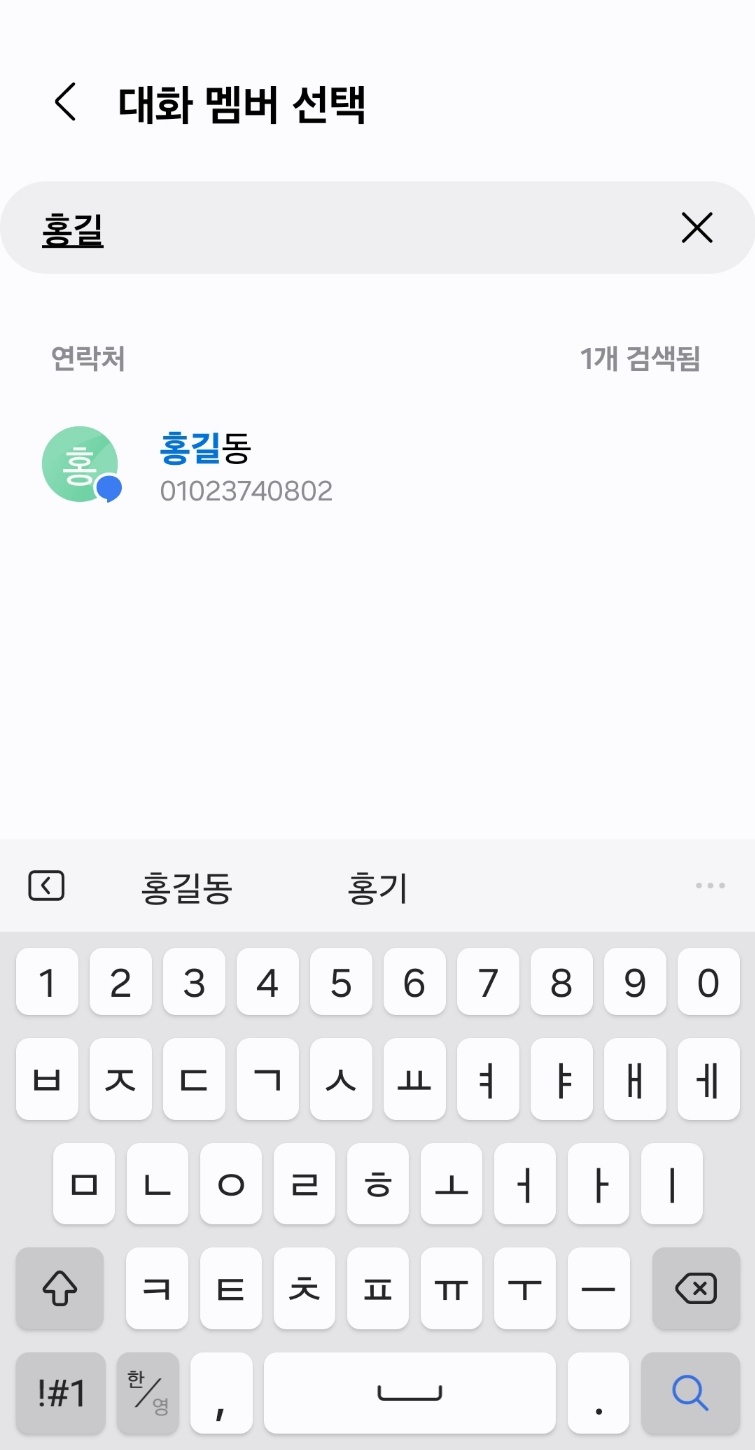 대화 멤버 선택
홍길
연락처 1개 검색됨
홍
홍길동
01023740802
홍길동 홍기
1 2 3 4 5 6 7 8 9 0
ㅂ ㅈ ㄷ ㄱ ㅅ ㅛ ㅕ ㅑ ㅐ ㅔ
ㅁ ㄴ ㅇ ㄹ ㅎ ㅗ ㅓ ㅏ ㅣ
ㅋ ㅌ ㅊ ㅍ ㅠ ㅜ ㅡ
!#1 한/영 , .